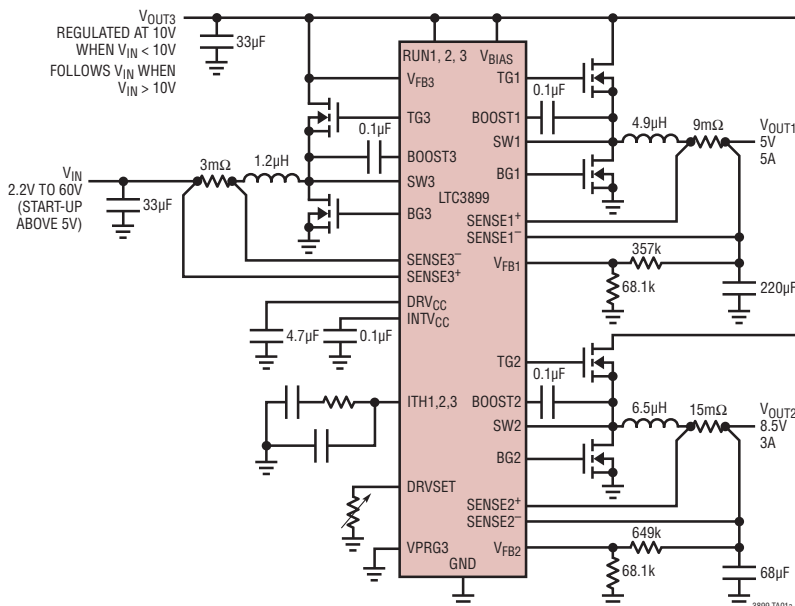 VOUT3
REGULATED AT 10V
WHEN VIN < 10V
FOLLOWS VIN WHEN
VIN > 10V
33µF
VIN
2.2V TO 60V
(START-UP
ABOVE 5V)
33µF
3mΩ
1.2µH
0.1µF
4.7µF
0.1µF
RUN1, 2, 3
VBIAS
VFB3
TG3
BOOST3
SW3
LTC3899
BG3
SENSE3–
SENSE3+
DRVCC
INTVCC
ITH1,2,3
DRVSET
VPRG3
GND
TG1
BOOST1
SW1
BG1
SENSE1+
SENSE1–
VFB1
TG2
BOOST2
SW2
BG2
SENSE2+
SENSE2–
VFB2
0.1µF
4.9µH
9mΩ
VOUT1
5V
5A
357k
68.1k
220µF
0.1µF
6.5µH
15mΩ
VOUT2
8.5V
3A
649k
68.1k
68µF
3899 TA01a